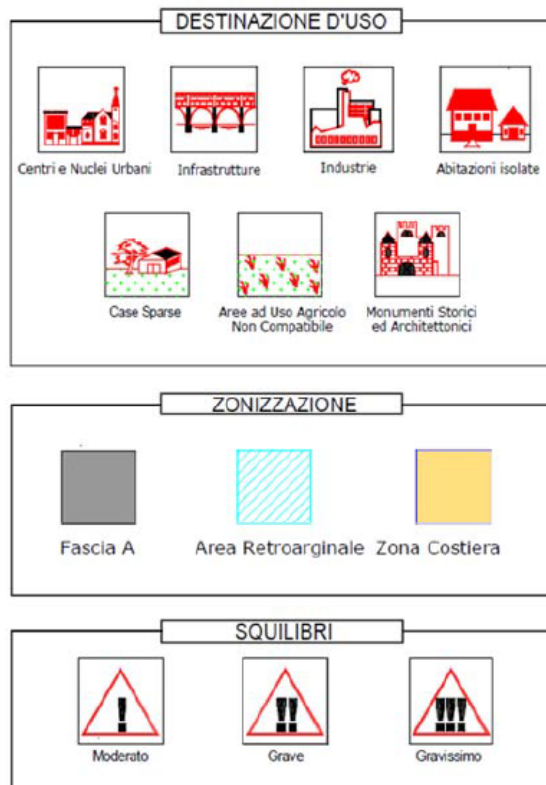 DESTINAZIONE D'USO
Centri e Nuclei Urbani
Infrastrutture
Industrie
Abitazioni isolate
Case Sparse
Aree ad Uso Agricolo
Non Compatibile
Monumenti Storici
ed Architettonici
ZONIZZAZIONE
Fascia A
Area Retroarginale
Zona Costiera
SQUILIBRI
!
!!
!!!
Moderato
Grave
Gravissimo